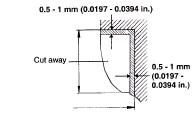 0.5 - 1 mm (0.0197 - 0.0394 in.)
Cut away
0.5 - 1 mm
(0.0197 -
0.0394 in.)